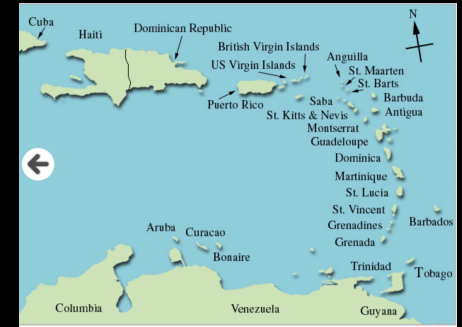 Cuba
Haiti
Dominican Republic
N
British Virgin Islands
US Virgin Islands
Anguilla
St. Maarten
St. Barts
Puerto Rico
Saba
Barbuda
St. Kitts & Nevis
Antigua
Montserrat
Guadeloupe
Dominica
Martinique
St. Lucia
St. Vincent
Barbados
Grenadines
Grenada
Aruba
Curacao
Bonaire
Trinidad
Tobago
Columbia
Venezuela
Guyana